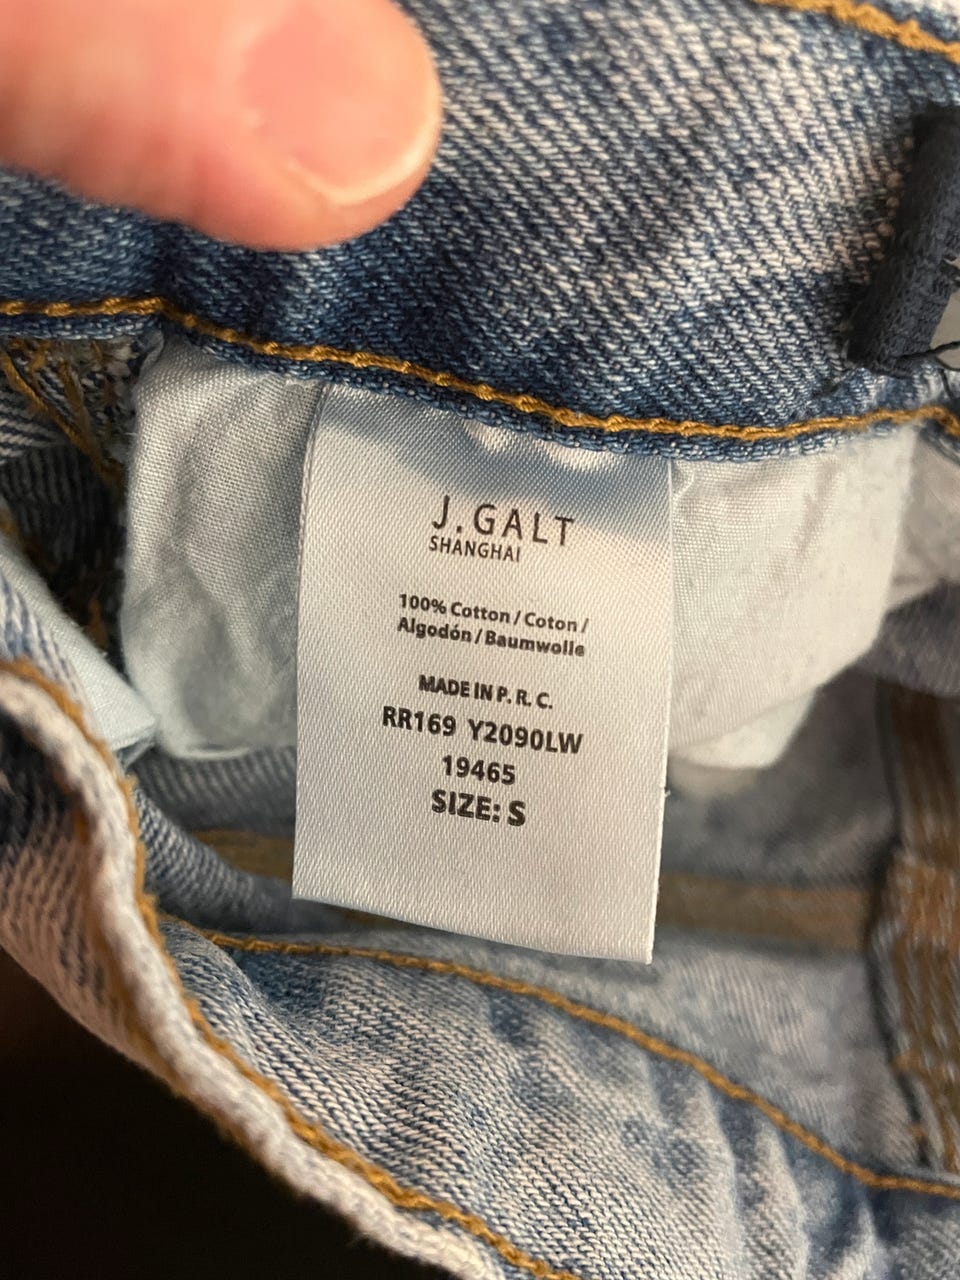 J.GALT
SHANGHAI
100% Cotton / Coton /
Algodón / Baumwolle
MADE IN P. R. C.
RR169 Y2090LW
19465
SIZE: S